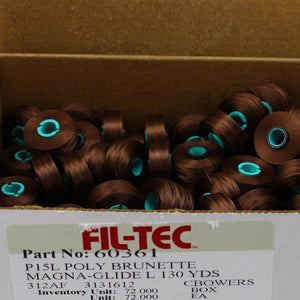 FIL-TEC
Part No: 60361
P15L POLY BRUNETTE
MAGNA-GLIDE L 130 YDS
312AF 3131612 CBOWERS
Inventory Unit: 72.000 BOX
Unit: 72.000 EA